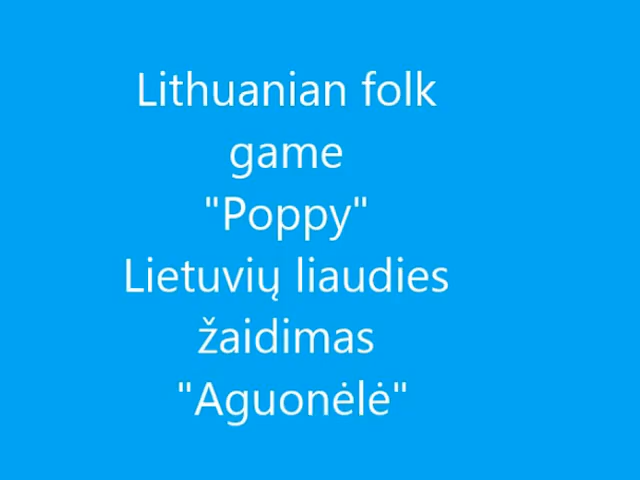 Lithuanian folk
game
"Poppy"
Lietuvių liaudies
žaidimas
"Aguonėlė"